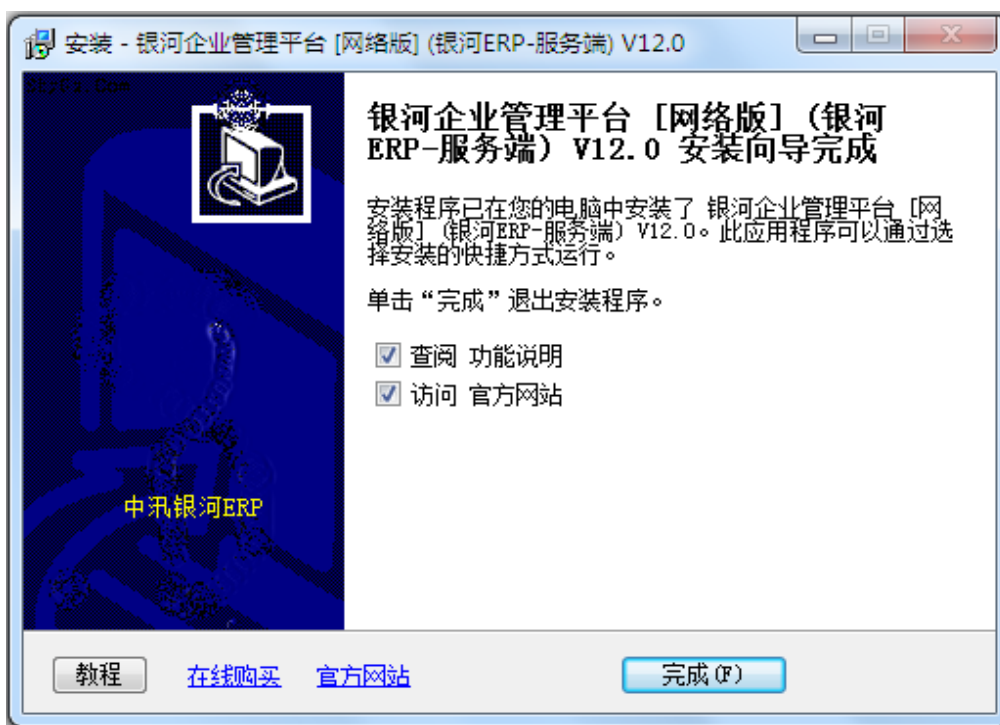 安装 - 银河企业管理平台 [网络版] (银河ERP-服务端) V12.0
银河企业管理平台 [网络版] (银河
ERP-服务端) V12.0 安装向导完成
安装程序已在您的电脑中安装了 银河企业管理平台 [网
络版] (银河ERP-服务端) V12.0。此应用程序可以通过选
择安装的快捷方式运行。
单击“完成”退出安装程序。
查阅 功能说明
访问 官方网站
中汛银河ERP
教程
在线购买
官方网站
完成(F)